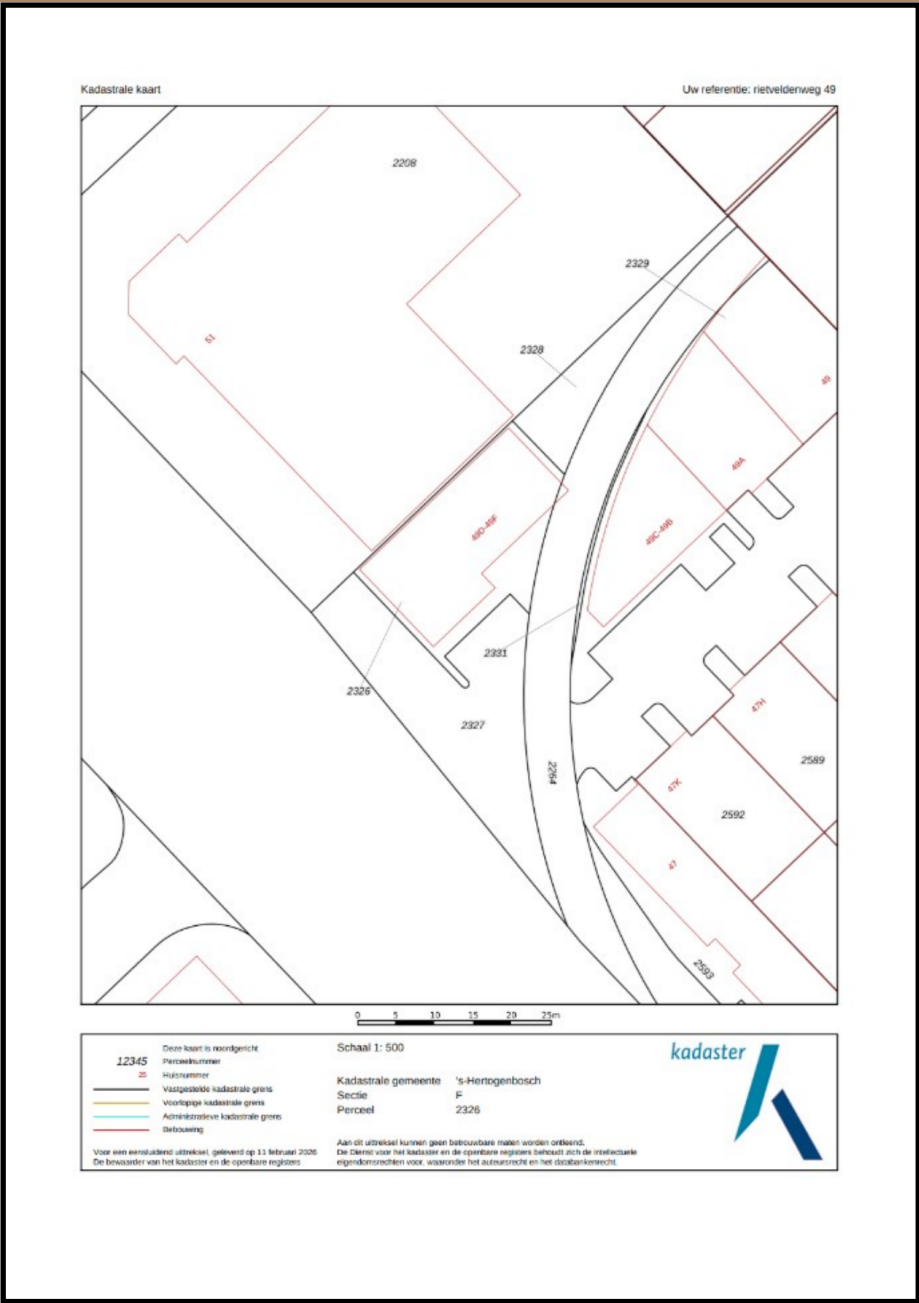 Kadastrale kaart
Uw referentie: rietveldenweg 49
2208
2329
2328
51
49
49A
49D-49F
49C-49B
2331
2326
2327
47H
2264
2589
47K
2592
47
2593
0 5 10 15 20 25m
Deze kaart is noordgericht
12345 Perceelnummer
25 Huisnummer
Vastgestelde kadastrale grens
Voorlopige kadastrale grens
Administratieve kadastrale grens
Bebouwing
Voor een eensluidend uittreksel, geleverd op 11 februari 2026
De bewaarder van het kadaster en de openbare registers
Schaal 1: 500
Kadastrale gemeente 's-Hertogenbosch
Sectie F
Perceel 2326
Aan dit uittreksel kunnen geen betrouwbare maten worden ontleend.
De Dienst voor het kadaster en de openbare registers behoudt zich de intellectuele
eigendomsrechten voor, waaronder het auteursrecht en het databankenrecht.
kadaster